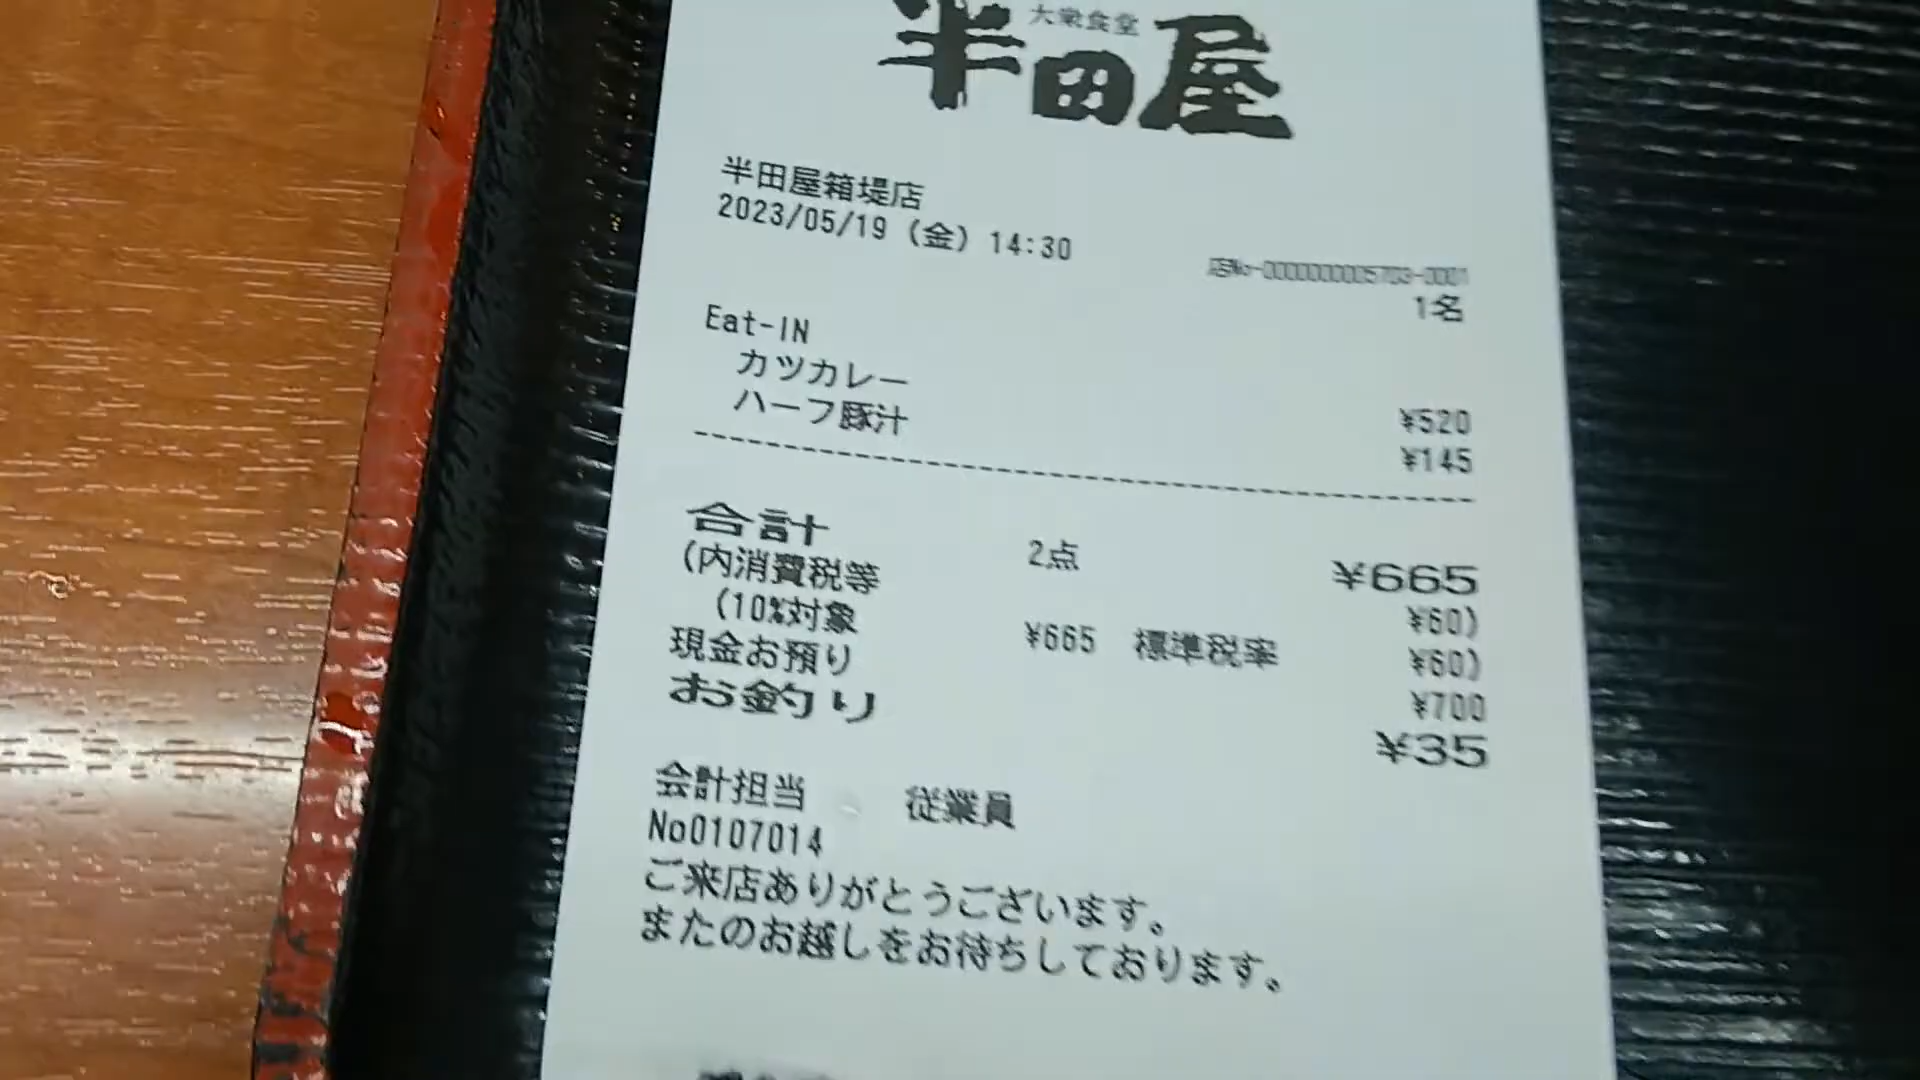 大衆食堂
半田屋
半田屋箱堤店
2023/05/19 (金) 14:30
店No-0000000005703-0001
1名
Eat-IN
カツカレー ¥520
ハーフ豚汁 ¥145
合計 2点 ¥665
(内消費税等 ¥60)
(10%対象 ¥665 標準税率 ¥60)
現金お預り ¥700
お釣り ¥35
会計担当 従業員
No0107014
ご来店ありがとうございます。
またのお越しをお待ちしております。